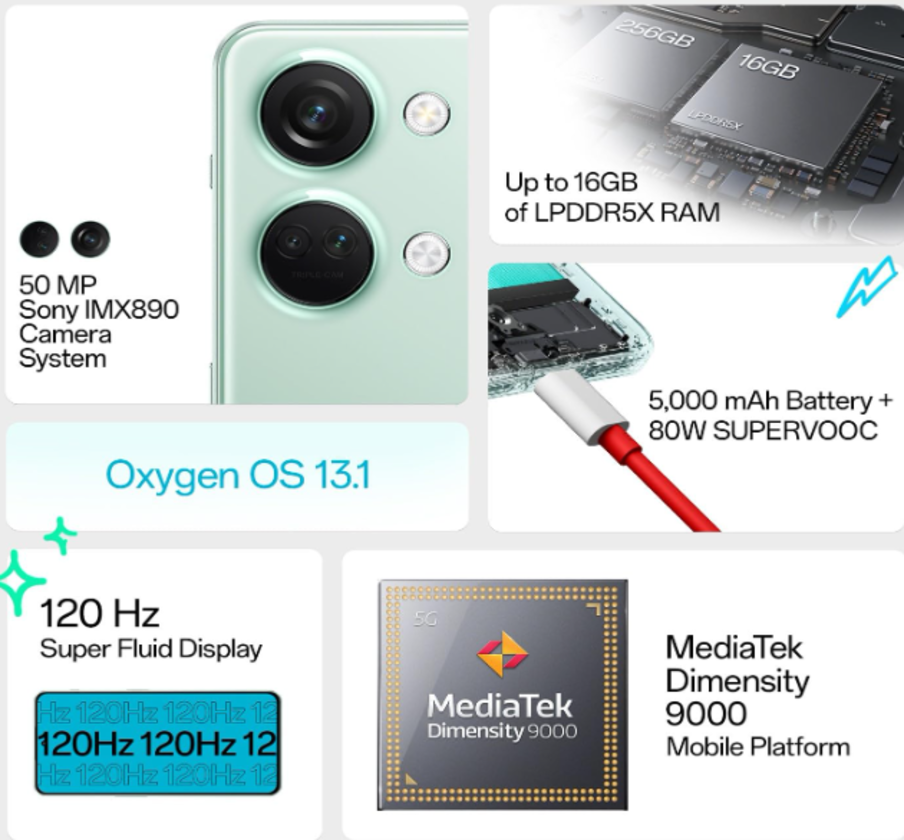 50 MP
Sony IMX890
Camera
System
256GB
16GB
LPDDR5X
Up to 16GB
of LPDDR5X RAM
5,000 mAh Battery +
80W SUPERVOOC
Oxygen OS 13.1
120 Hz
Super Fluid Display
Hz 120Hz 120Hz 12
120Hz 120Hz 12
Hz 120Hz 120Hz 12
5G
MediaTek
Dimensity 9000
MediaTek
Dimensity
9000
Mobile Platform